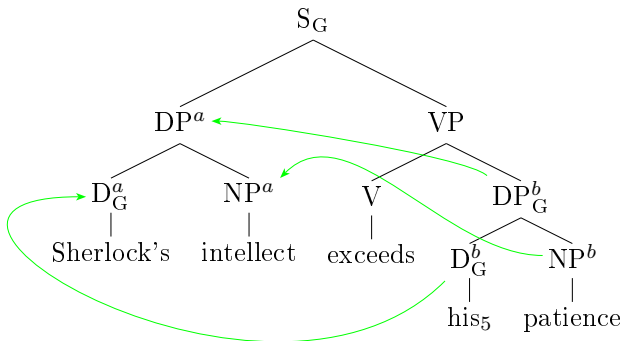 S_G
DP^a VP
D^a_G NP^a V DP^b_G
Sherlock's intellect exceeds D^b_G NP^b
his_5 patience